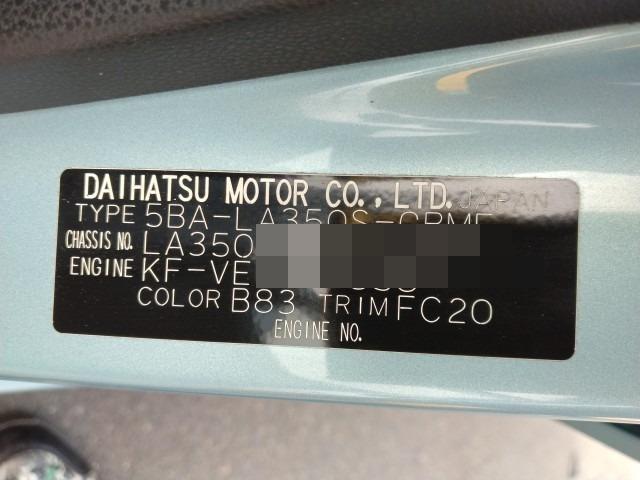 DAIHATSU MOTOR CO., LTD. JAPAN
TYPE 5BA-LA350S-GBMF
CHASSIS NO. LA350
ENGINE KF-VE
COLOR B83 TRIM FC20
ENGINE NO.